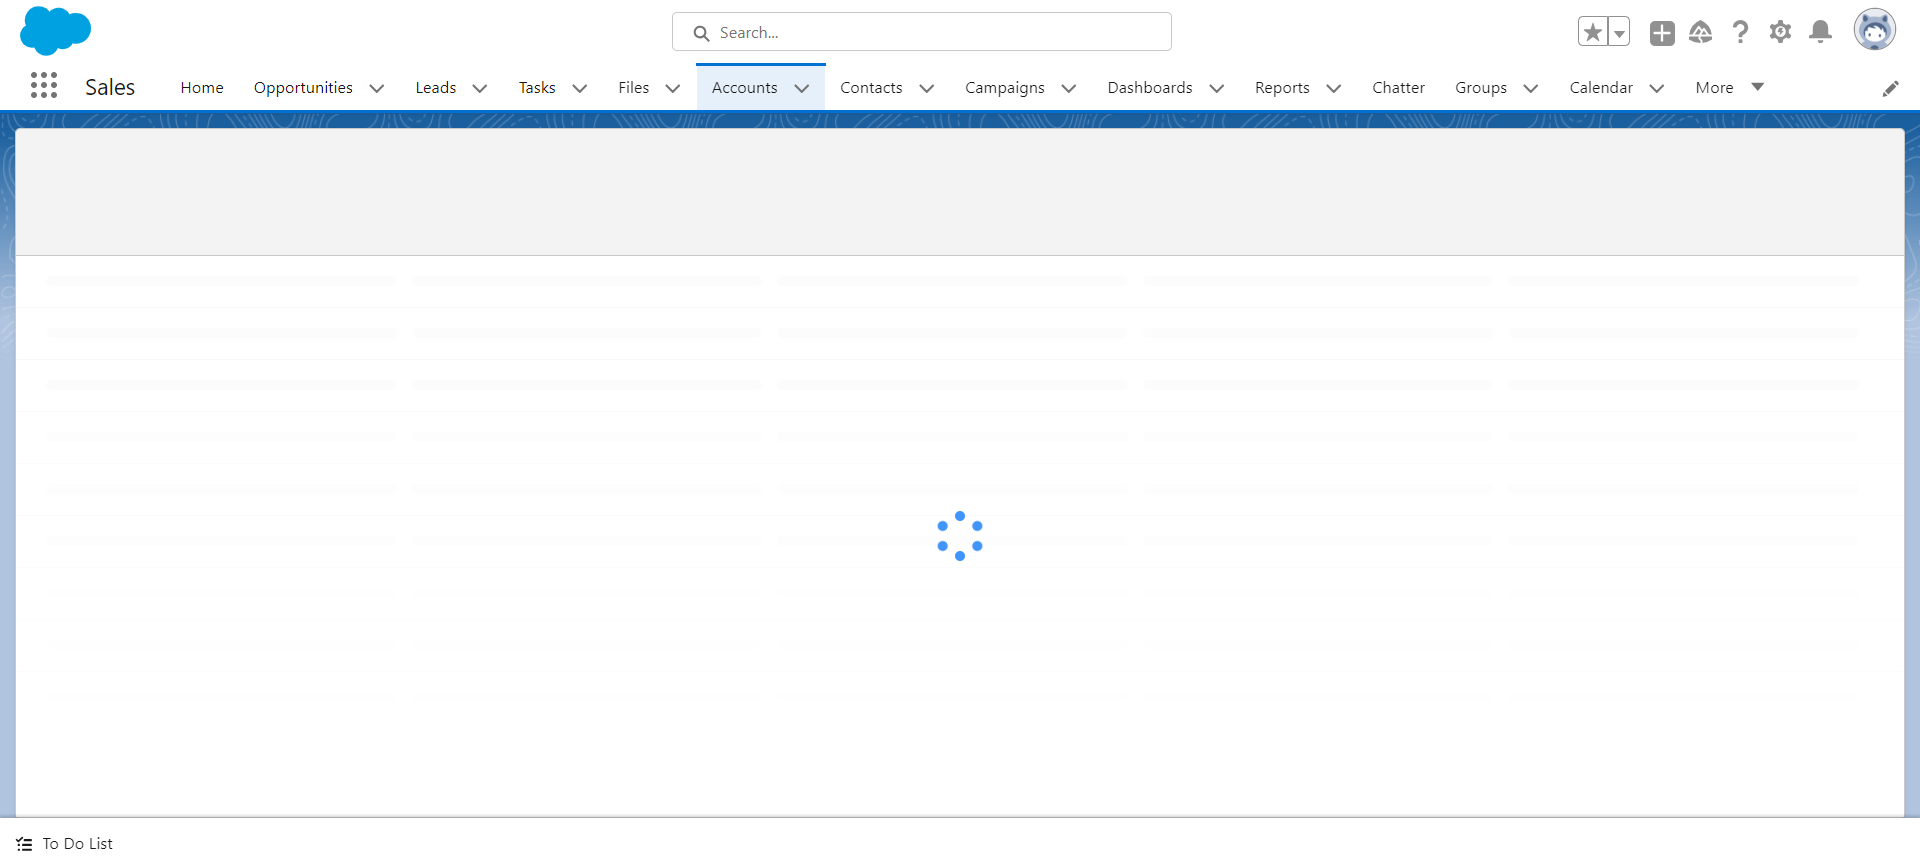 Search...
Sales
Home
Opportunities
Leads
Tasks
Files
Accounts
Contacts
Campaigns
Dashboards
Reports
Chatter
Groups
Calendar
More
To Do List